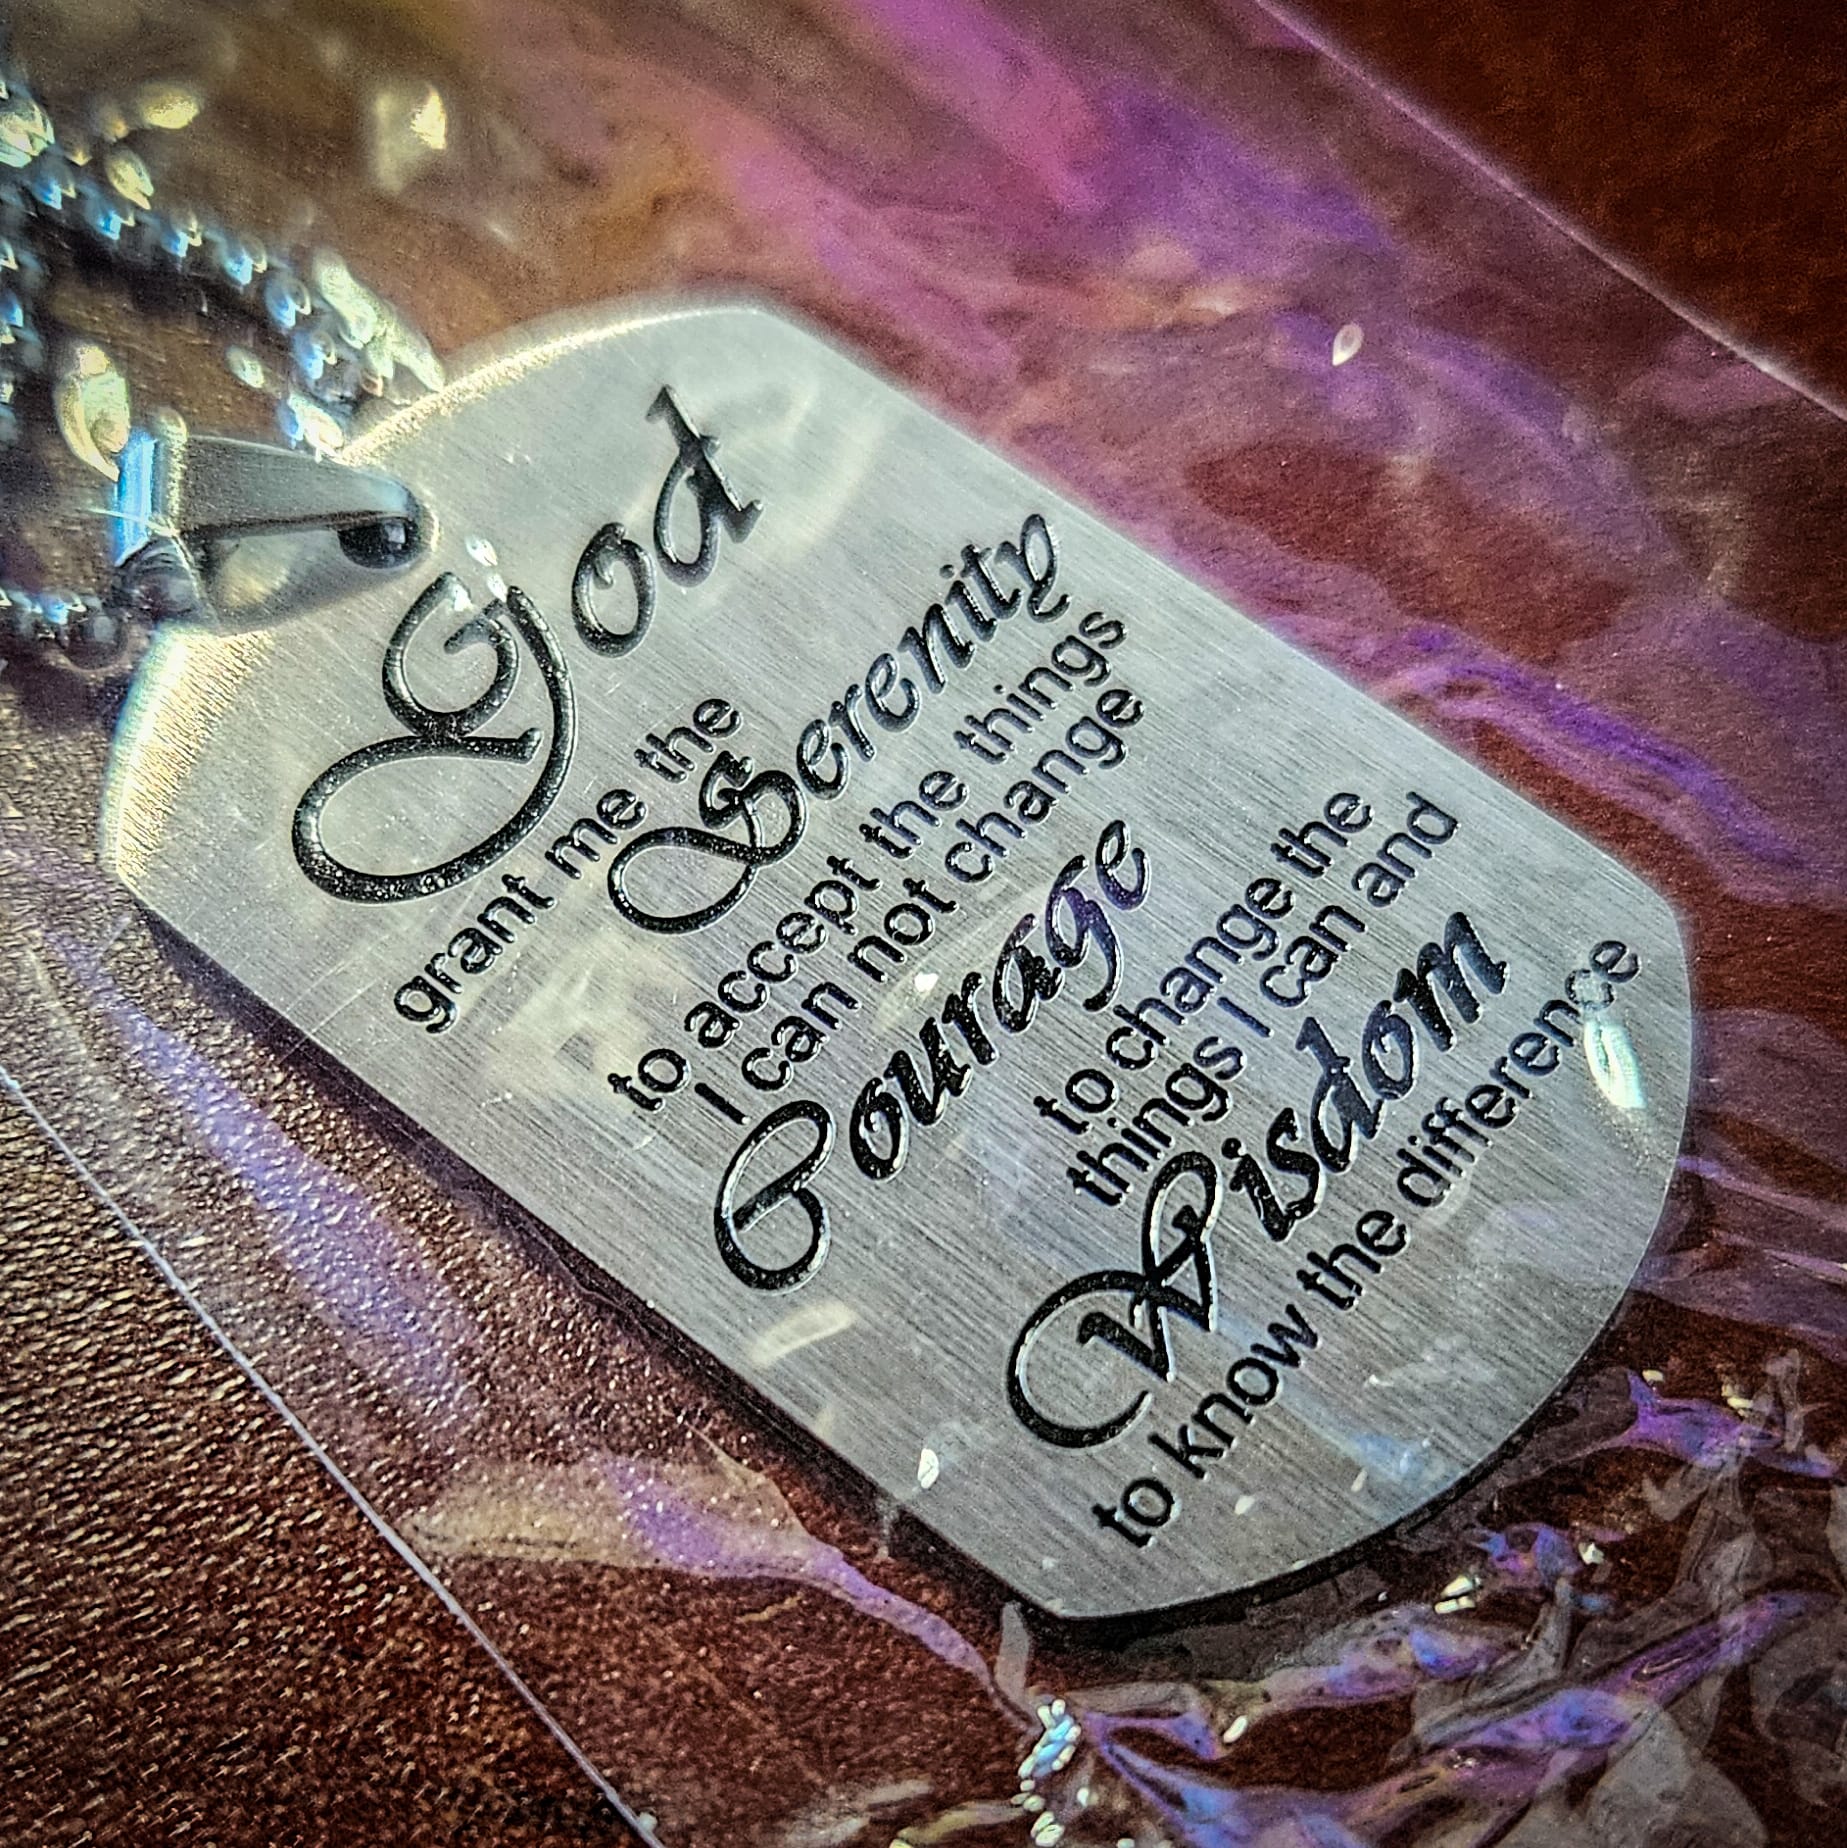 God
grant me the
Serenity
to accept the things
I can not change
Courage
to change the
things I can and
Wisdom
to know the difference